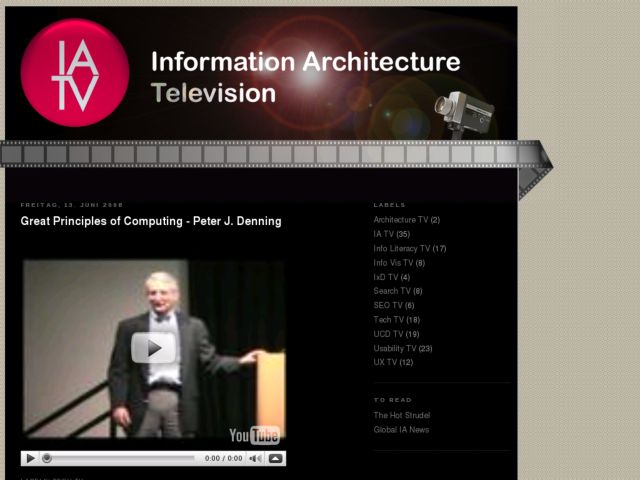 IA
TV
Information Architecture
Television
FREITAG, 13. JUNI 2008
Great Principles of Computing - Peter J. Denning
YouTube
0:00 / 0:00
LABELS
Architecture TV (2)
IA TV (35)
Info Literacy TV (17)
Info Vis TV (8)
IxD TV (4)
Search TV (8)
SEO TV (6)
Tech TV (18)
UCD TV (19)
Usability TV (23)
UX TV (12)
TO READ
The Hot Strudel
Global IA News